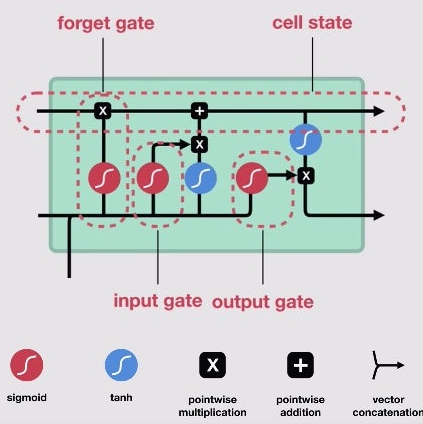 forget gate
cell state
X
+
X
X
input gate
output gate
X
+
sigmoid
tanh
pointwise
multiplication
pointwise
addition
vector
concatenation